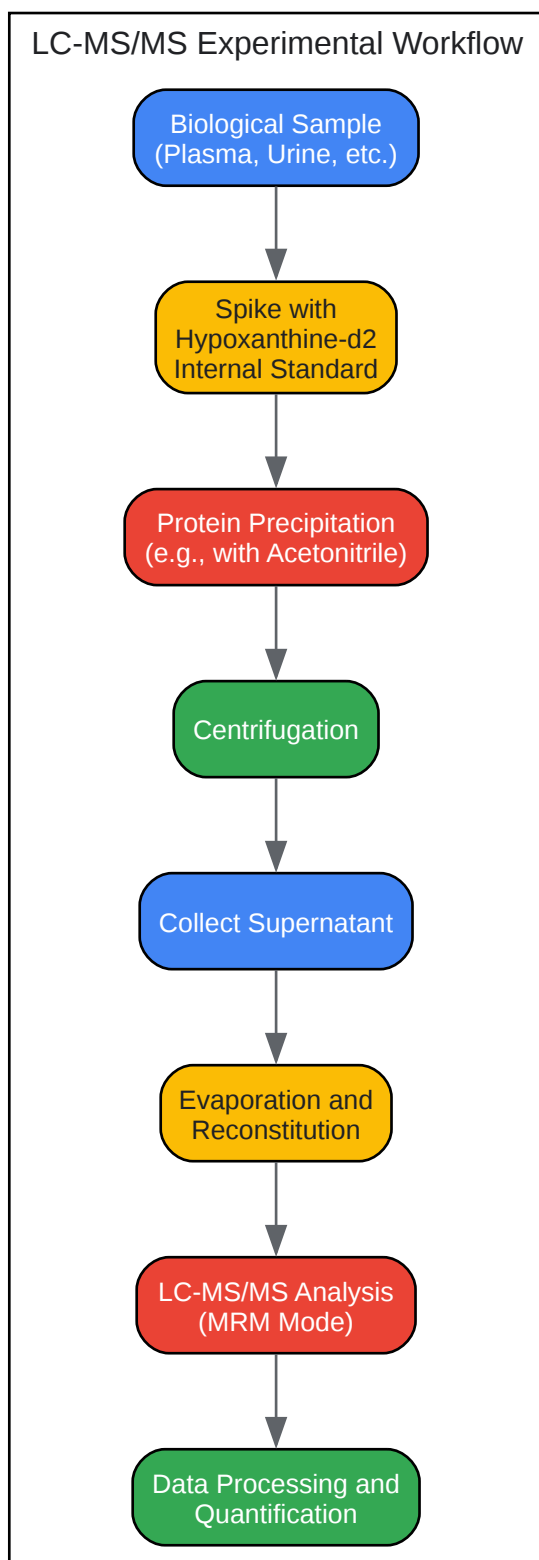 LC-MS/MS Experimental Workflow
Biological Sample
(Plasma, Urine, etc.)
Spike with
Hypoxanthine-d2
Internal Standard
Protein Precipitation
(e.g., with Acetonitrile)
Centrifugation
Collect Supernatant
Evaporation and
Reconstitution
LC-MS/MS Analysis
(MRM Mode)
Data Processing and
Quantification